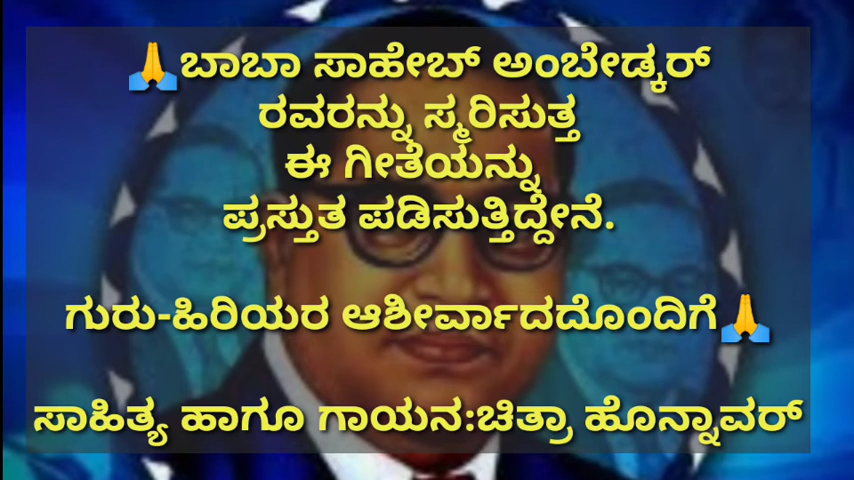 🙏ಬಾಬಾ ಸಾಹೇಬ್ ಅಂಬೇಡ್ಕರ್
ರವರನ್ನು ಸ್ಮರಿಸುತ್ತ
ಈ ಗೀತೆಯನ್ನು
ಪ್ರಸ್ತುತ ಪಡಿಸುತ್ತಿದ್ದೇನೆ.
ಗುರು-ಹಿರಿಯರ ಆಶೀರ್ವಾದದೊಂದಿಗೆ🙏
ಸಾಹಿತ್ಯ ಹಾಗೂ ಗಾಯನ:ಚಿತ್ರಾ ಹೊನ್ನಾವರ್